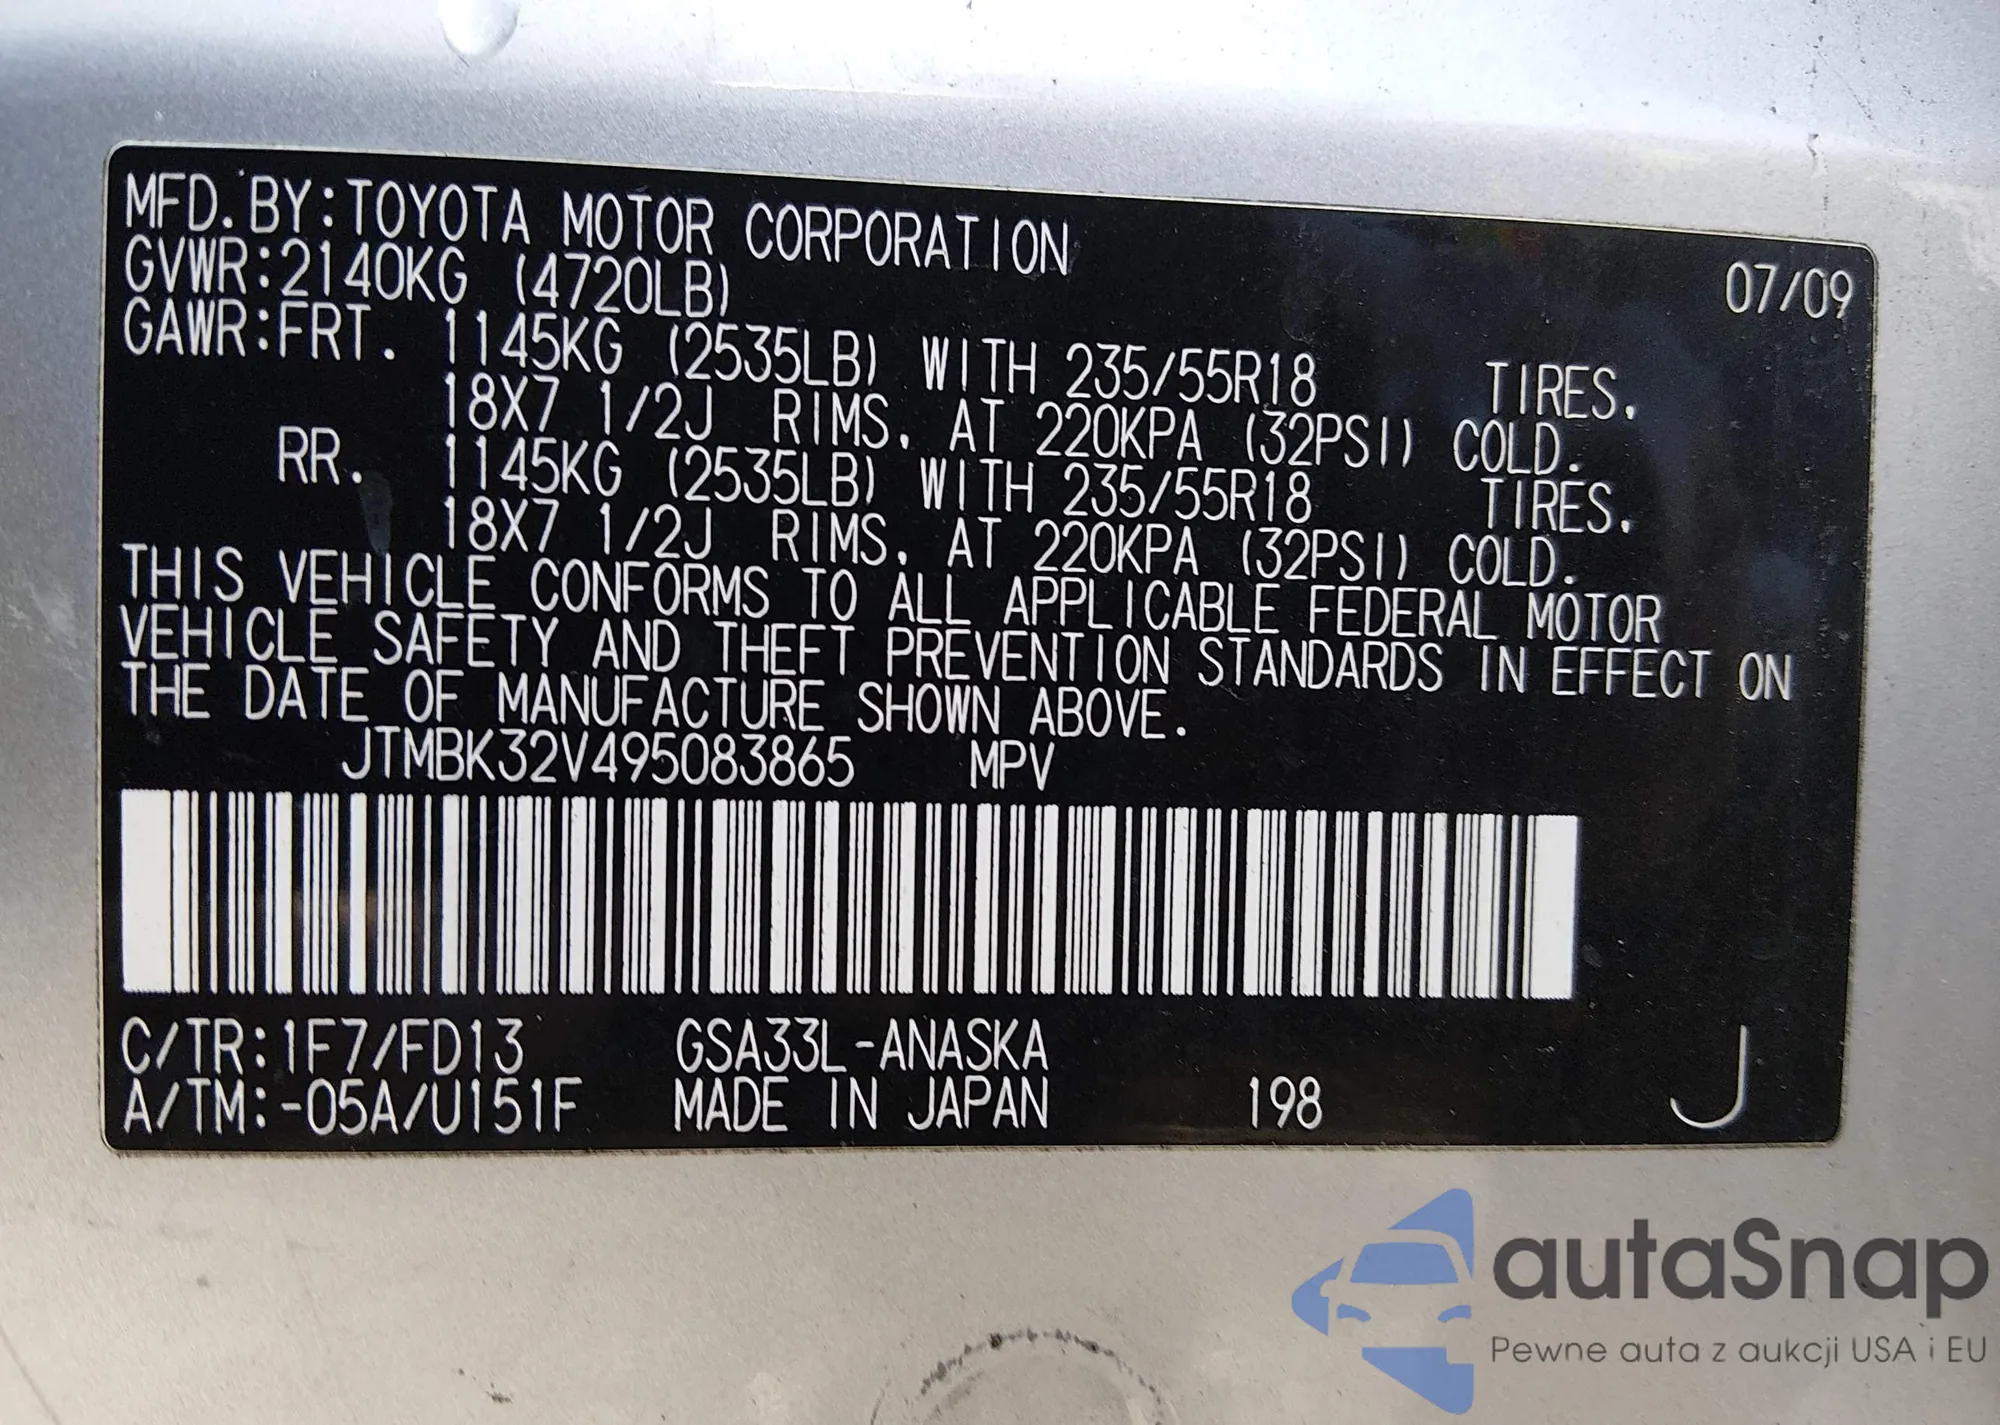 MFD. BY:TOYOTA MOTOR CORPORATION 07/09
GVWR:2140KG (4720LB)
GAWR:FRT. 1145KG (2535LB) WITH 235/55R18 TIRES.
18X7 1/2J RIMS, AT 220KPA (32PSI) COLD.
RR. 1145KG (2535LB) WITH 235/55R18 TIRES.
18X7 1/2J RIMS, AT 220KPA (32PSI) COLD.
THIS VEHICLE CONFORMS TO ALL APPLICABLE FEDERAL MOTOR
VEHICLE SAFETY AND THEFT PREVENTION STANDARDS IN EFFECT ON
THE DATE OF MANUFACTURE SHOWN ABOVE.
JTMBK32V495083865 MPV
C/TR:1F7/FD13 GSA33L-ANASKA
A/TM:-05A/U151F MADE IN JAPAN 198 J
autaSnap
Pewne auta z aukcji USA i EU